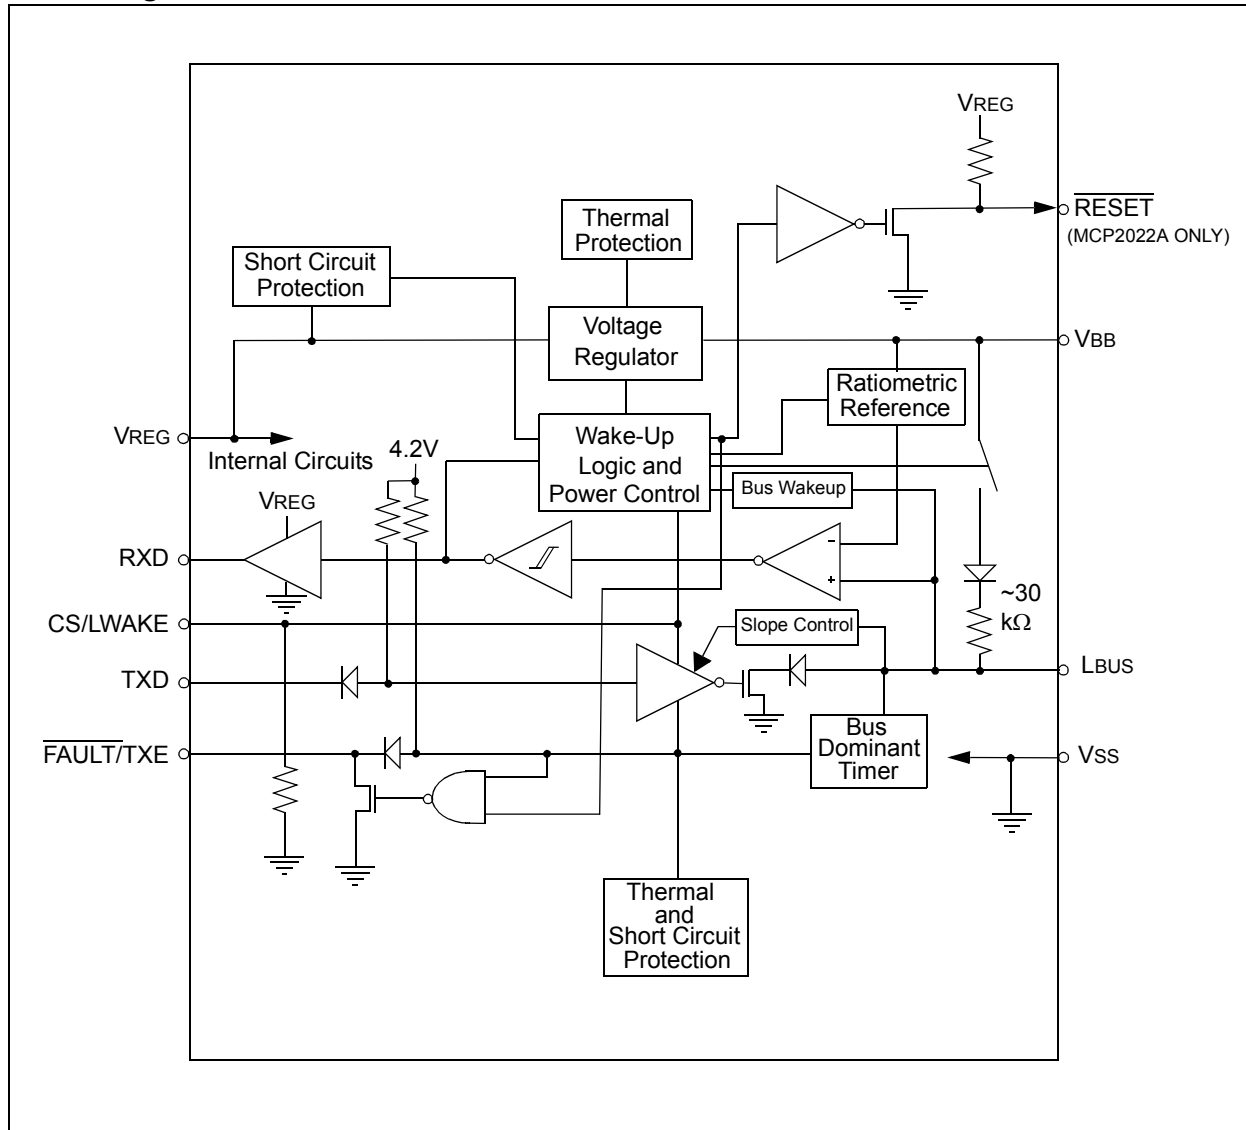 VREG
RESET
(MCP2022A ONLY)
Thermal
Protection
Short Circuit
Protection
Voltage
Regulator
VBB
Ratiometric
Reference
Wake-Up
Logic and
Power Control
VREG
4.2V
Internal Circuits
Bus Wakeup
VREG
RXD
-
+
~30
kΩ
CS/LWAKE
Slope Control
TXD
LBUS
FAULT/TXE
Bus
Dominant
Timer
VSS
Thermal
and
Short Circuit
Protection